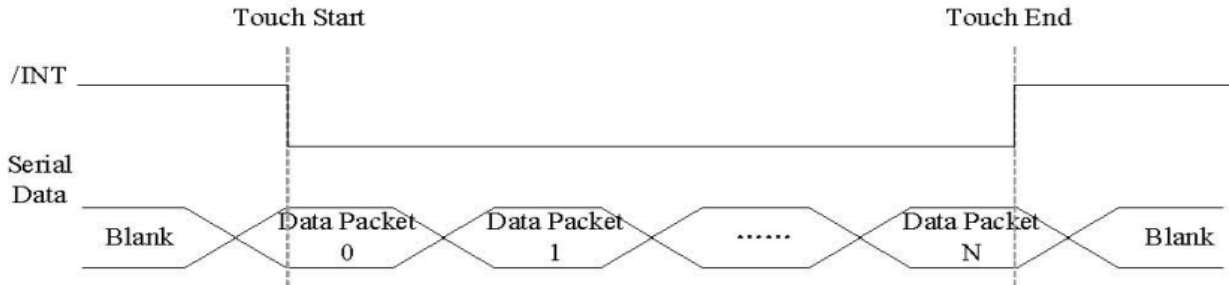 Touch Start
Touch End
/INT
Serial
Data
Blank
Data Packet
0
Data Packet
1
......
Data Packet
N
Blank